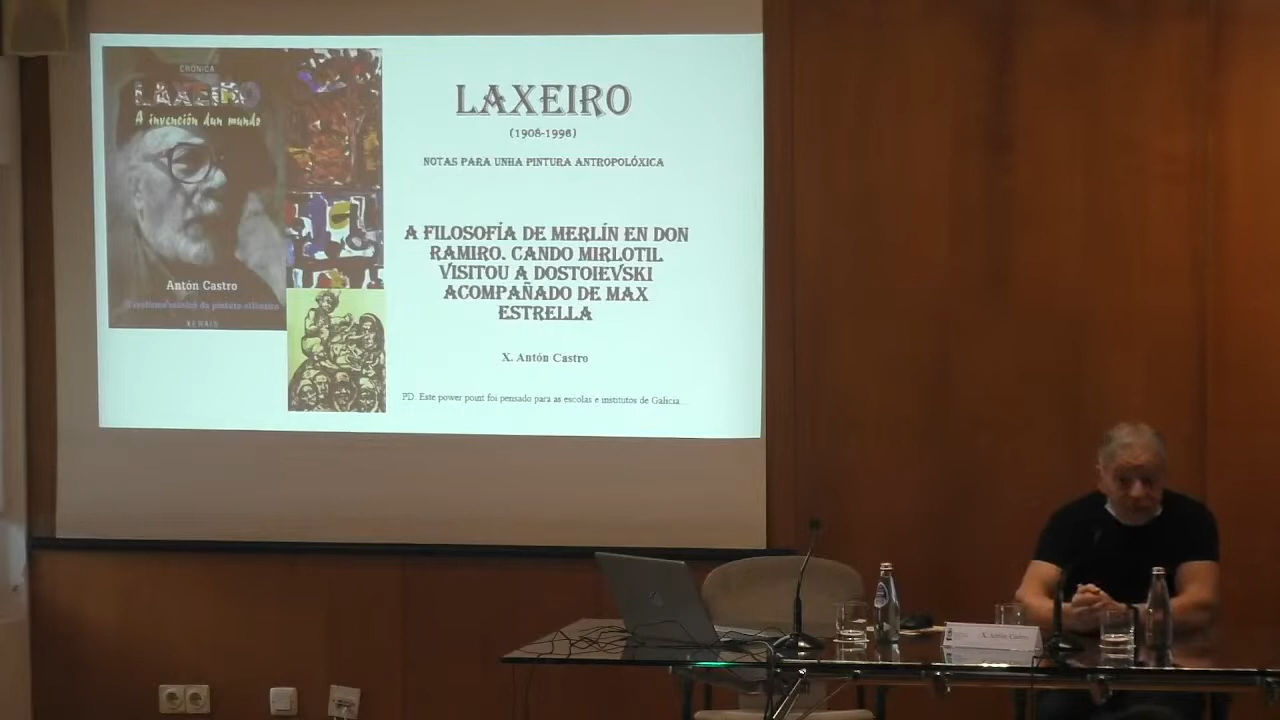 CRÓNICA
LAXEIRO
A invención dun mundo
Antón Castro
XERAIS
LAXEIRO
(1908-1996)
NOTAS PARA UNHA PINTURA ANTROPOLÓXICA
A FILOSOFÍA DE MERLÍN EN DON
RAMIRO. CANDO MIRLOTIL
VISITOU A DOSTOIEVSKI
ACOMPAÑADO DE MAX
ESTRELLA
X. Antón Castro
PD. Este power point foi pensado para as escolas e institutos de Galicia...
X. Antón Castro